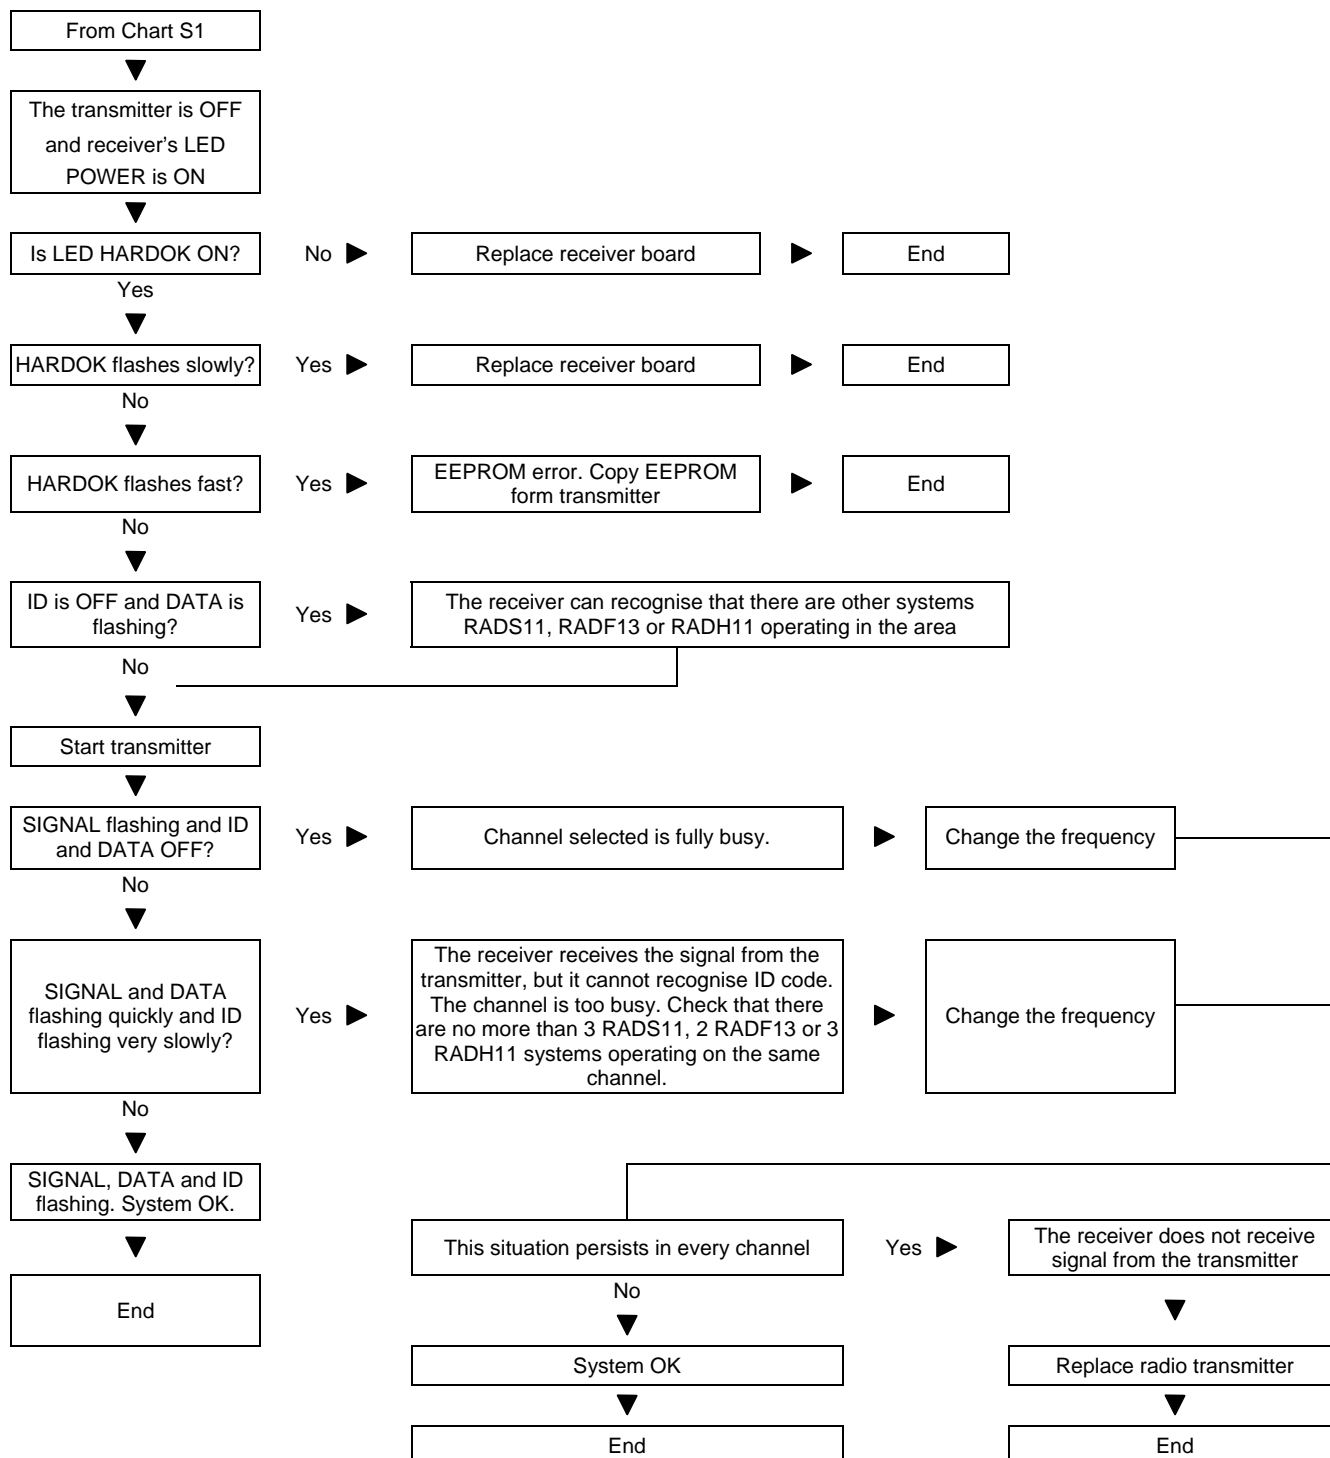 From Chart S1
The transmitter is OFF
and receiver's LED
POWER is ON
Is LED HARDOK ON?
No
Replace receiver board
End
Yes
HARDOK flashes slowly?
Yes
Replace receiver board
End
No
HARDOK flashes fast?
Yes
EEPROM error. Copy EEPROM
form transmitter
End
No
ID is OFF and DATA is
flashing?
Yes
The receiver can recognise that there are other systems
RADS11, RADF13 or RADH11 operating in the area
No
Start transmitter
SIGNAL flashing and ID
and DATA OFF?
Yes
Channel selected is fully busy.
Change the frequency
No
SIGNAL and DATA
flashing quickly and ID
flashing very slowly?
Yes
The receiver receives the signal from the
transmitter, but it cannot recognise ID code.
The channel is too busy. Check that there
are no more than 3 RADS11, 2 RADF13 or 3
RADH11 systems operating on the same
channel.
Change the frequency
No
SIGNAL, DATA and ID
flashing. System OK.
End
This situation persists in every channel
Yes
The receiver does not receive
signal from the transmitter
No
System OK
Replace radio transmitter
End
End